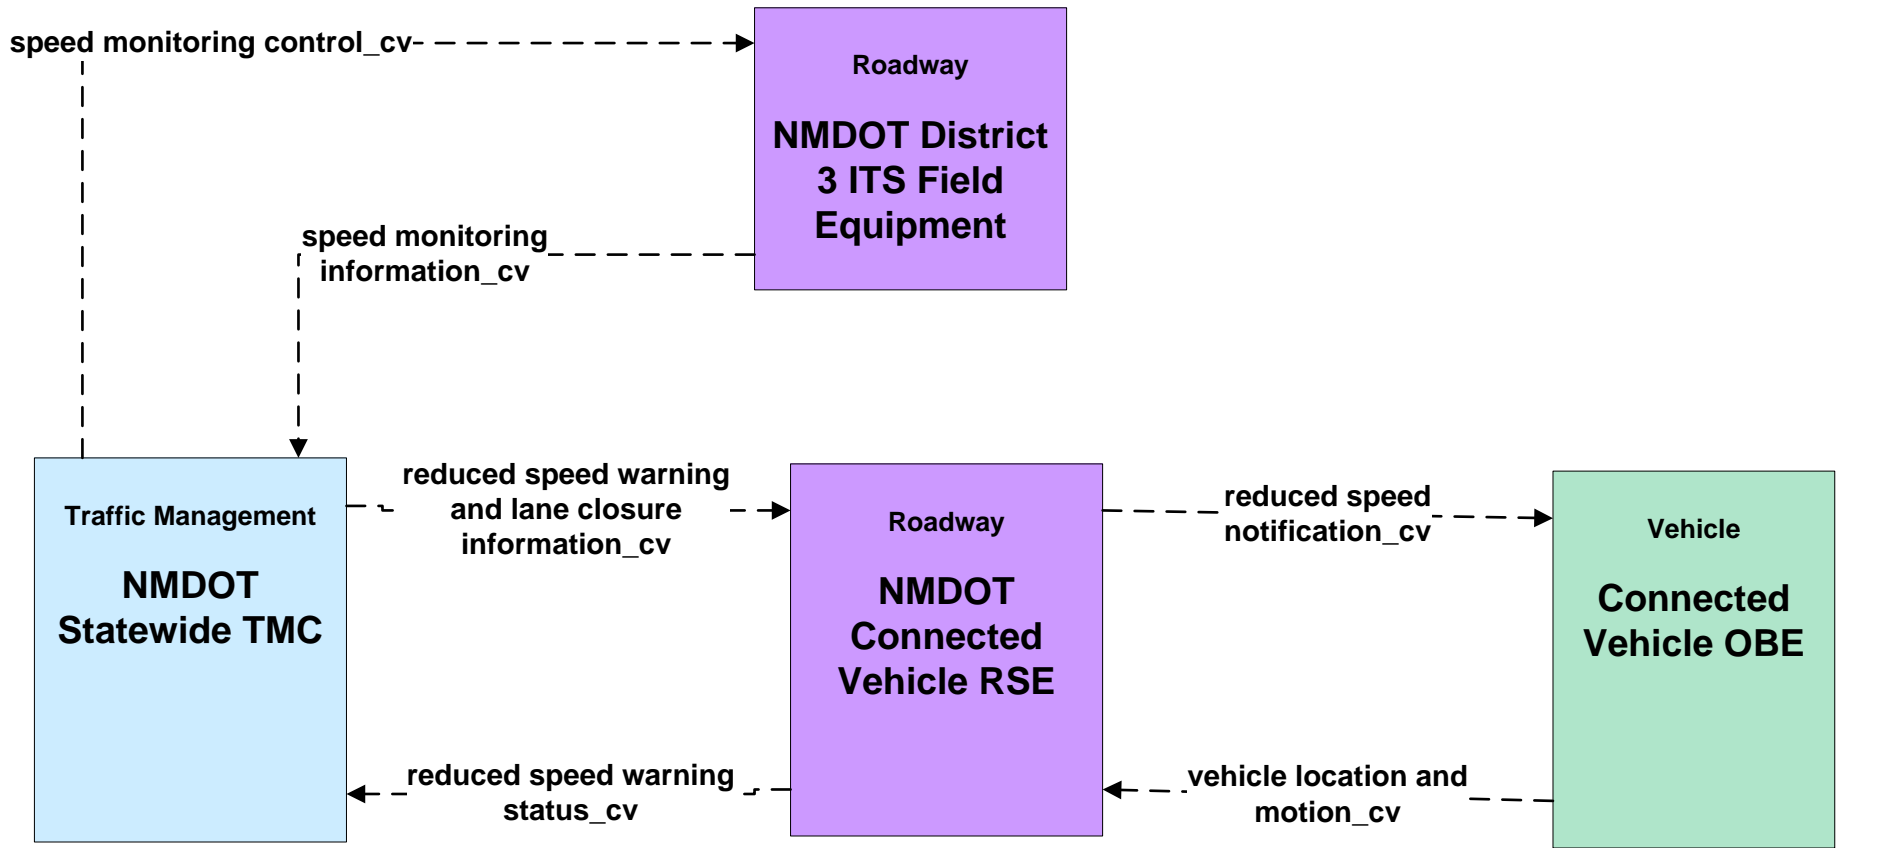 speed monitoring control_cv
Roadway
NMDOT District
3 ITS Field
Equipment
speed monitoring
information_cv
Traffic Management
NMDOT
Statewide TMC
reduced speed warning
and lane closure
information_cv
Roadway
NMDOT
Connected
Vehicle RSE
reduced speed
notification_cv
Vehicle
Connected
Vehicle OBE
reduced speed warning
status_cv
vehicle location and
motion_cv